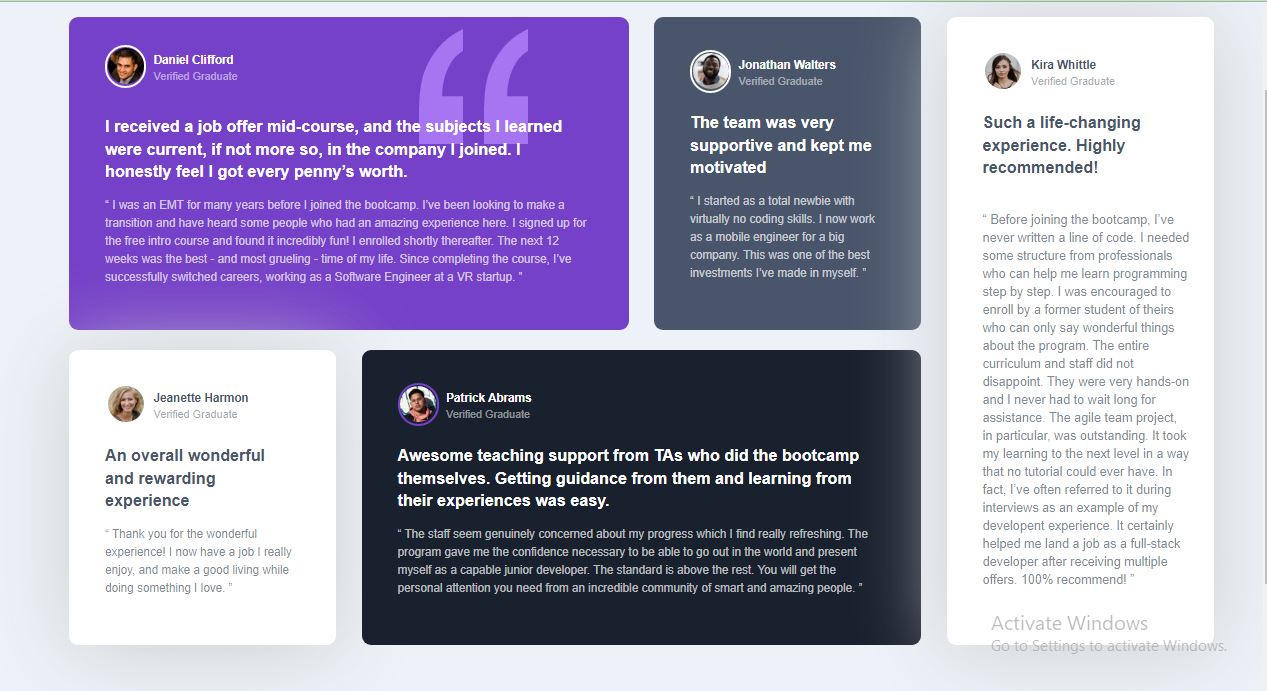 Daniel Clifford
Verified Graduate
I received a job offer mid-course, and the subjects I learned
were current, if not more so, in the company I joined. I
honestly feel I got every penny’s worth.
“ I was an EMT for many years before I joined the bootcamp. I’ve been looking to make a
transition and have heard some people who had an amazing experience here. I signed up for
the free intro course and found it incredibly fun! I enrolled shortly thereafter. The next 12
weeks was the best - and most grueling - time of my life. Since completing the course, I’ve
successfully switched careers, working as a Software Engineer at a VR startup. ”
Jonathan Walters
Verified Graduate
The team was very
supportive and kept me
motivated
“ I started as a total newbie with
virtually no coding skills. I now work
as a mobile engineer for a big
company. This was one of the best
investments I’ve made in myself. ”
Kira Whittle
Verified Graduate
Such a life-changing
experience. Highly
recommended!
“ Before joining the bootcamp, I’ve
never written a line of code. I needed
some structure from professionals
who can help me learn programming
step by step. I was encouraged to
enroll by a former student of theirs
who can only say wonderful things
about the program. The entire
curriculum and staff did not
disappoint. They were very hands-on
and I never had to wait long for
assistance. The agile team project,
in particular, was outstanding. It took
my learning to the next level in a way
that no tutorial could ever have. In
fact, I’ve often referred to it during
interviews as an example of my
developent experience. It certainly
helped me land a job as a full-stack
developer after receiving multiple
offers. 100% recommend! ”
Jeanette Harmon
Verified Graduate
An overall wonderful
and rewarding
experience
“ Thank you for the wonderful
experience! I now have a job I really
enjoy, and make a good living while
doing something I love. ”
Patrick Abrams
Verified Graduate
Awesome teaching support from TAs who did the bootcamp
themselves. Getting guidance from them and learning from
their experiences was easy.
“ The staff seem genuinely concerned about my progress which I find really refreshing. The
program gave me the confidence necessary to be able to go out in the world and present
myself as a capable junior developer. The standard is above the rest. You will get the
personal attention you need from an incredible community of smart and amazing people. ”
Activate Windows
Go to Settings to activate Windows.